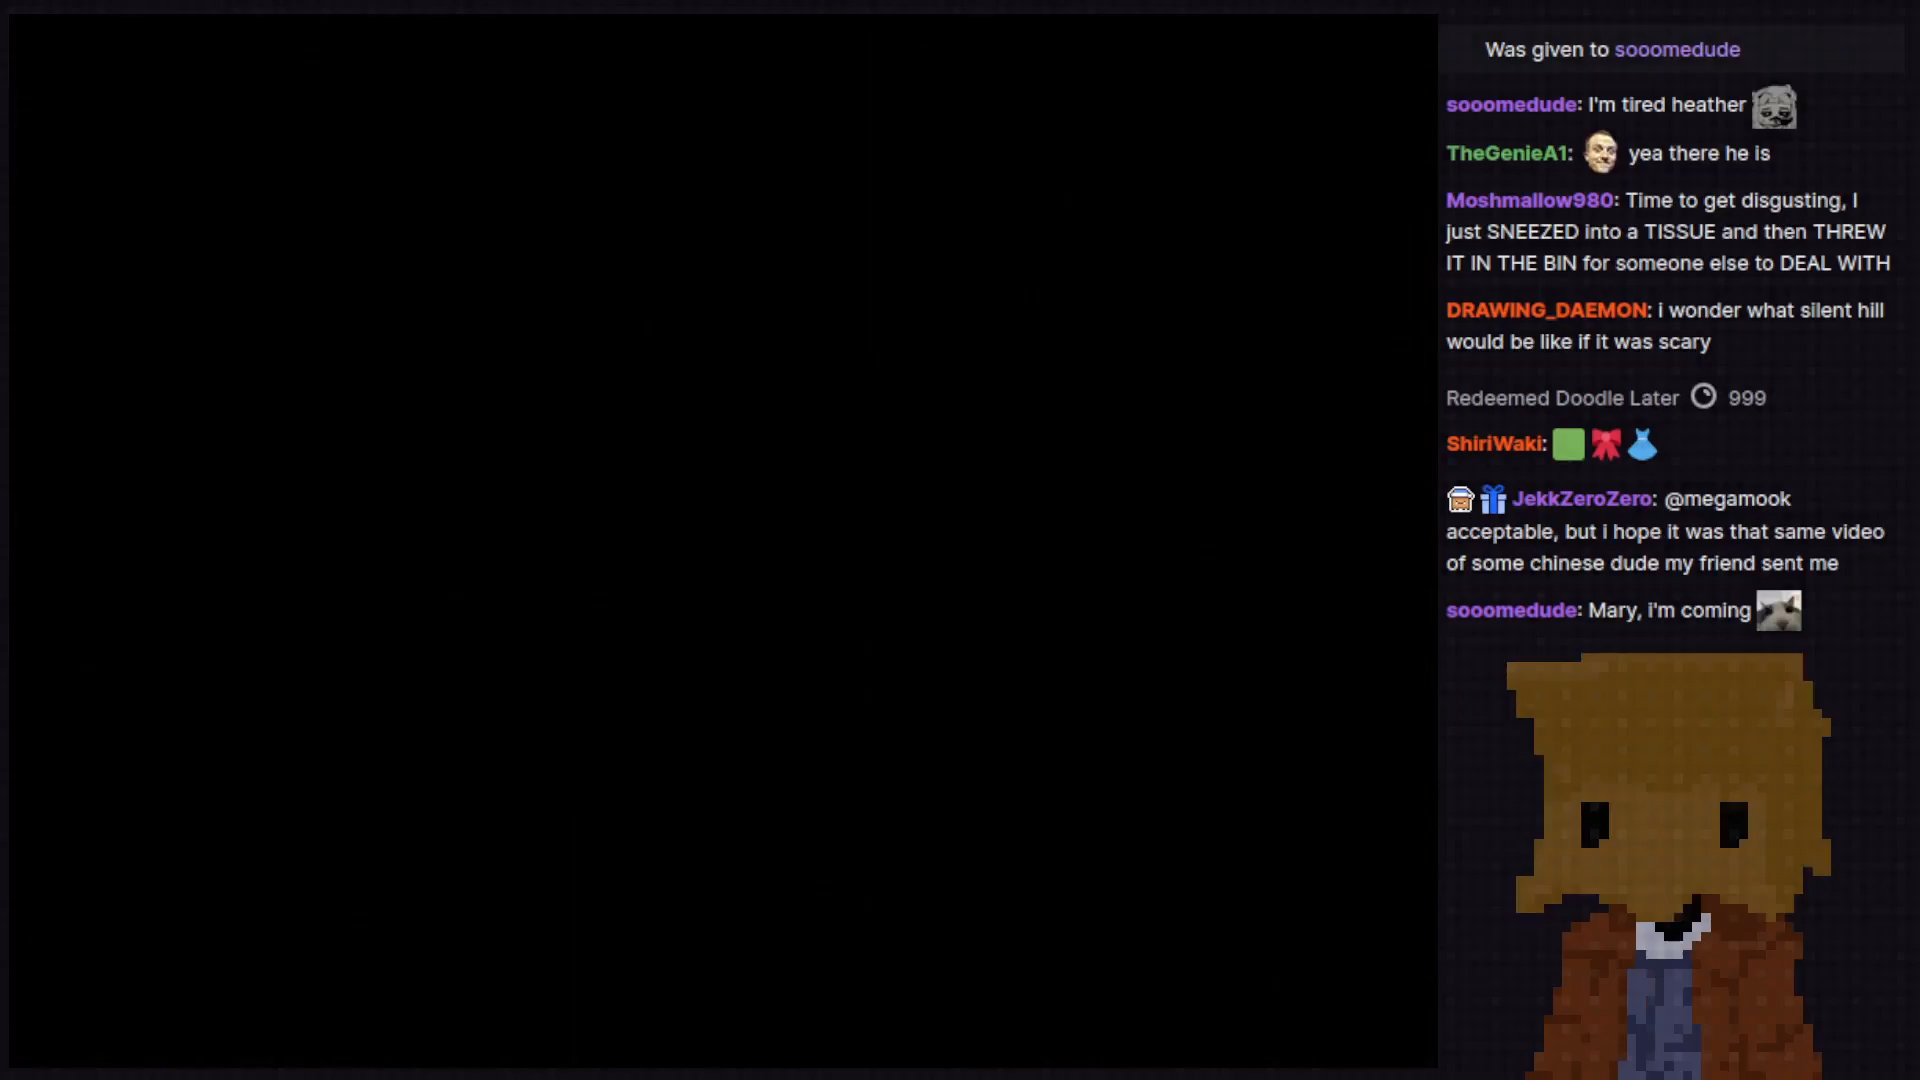 Was given to sooomedude
sooomedude: I'm tired heather
TheGenieA1: yea there he is
Moshmallow980: Time to get disgusting, I
just SNEEZED into a TISSUE and then THREW
IT IN THE BIN for someone else to DEAL WITH
DRAWING_DAEMON: i wonder what silent hill
would be like if it was scary
Redeemed Doodle Later 999
ShiriWaki:
JekkZeroZero: @megamook
acceptable, but i hope it was that same video
of some chinese dude my friend sent me
sooomedude: Mary, i'm coming